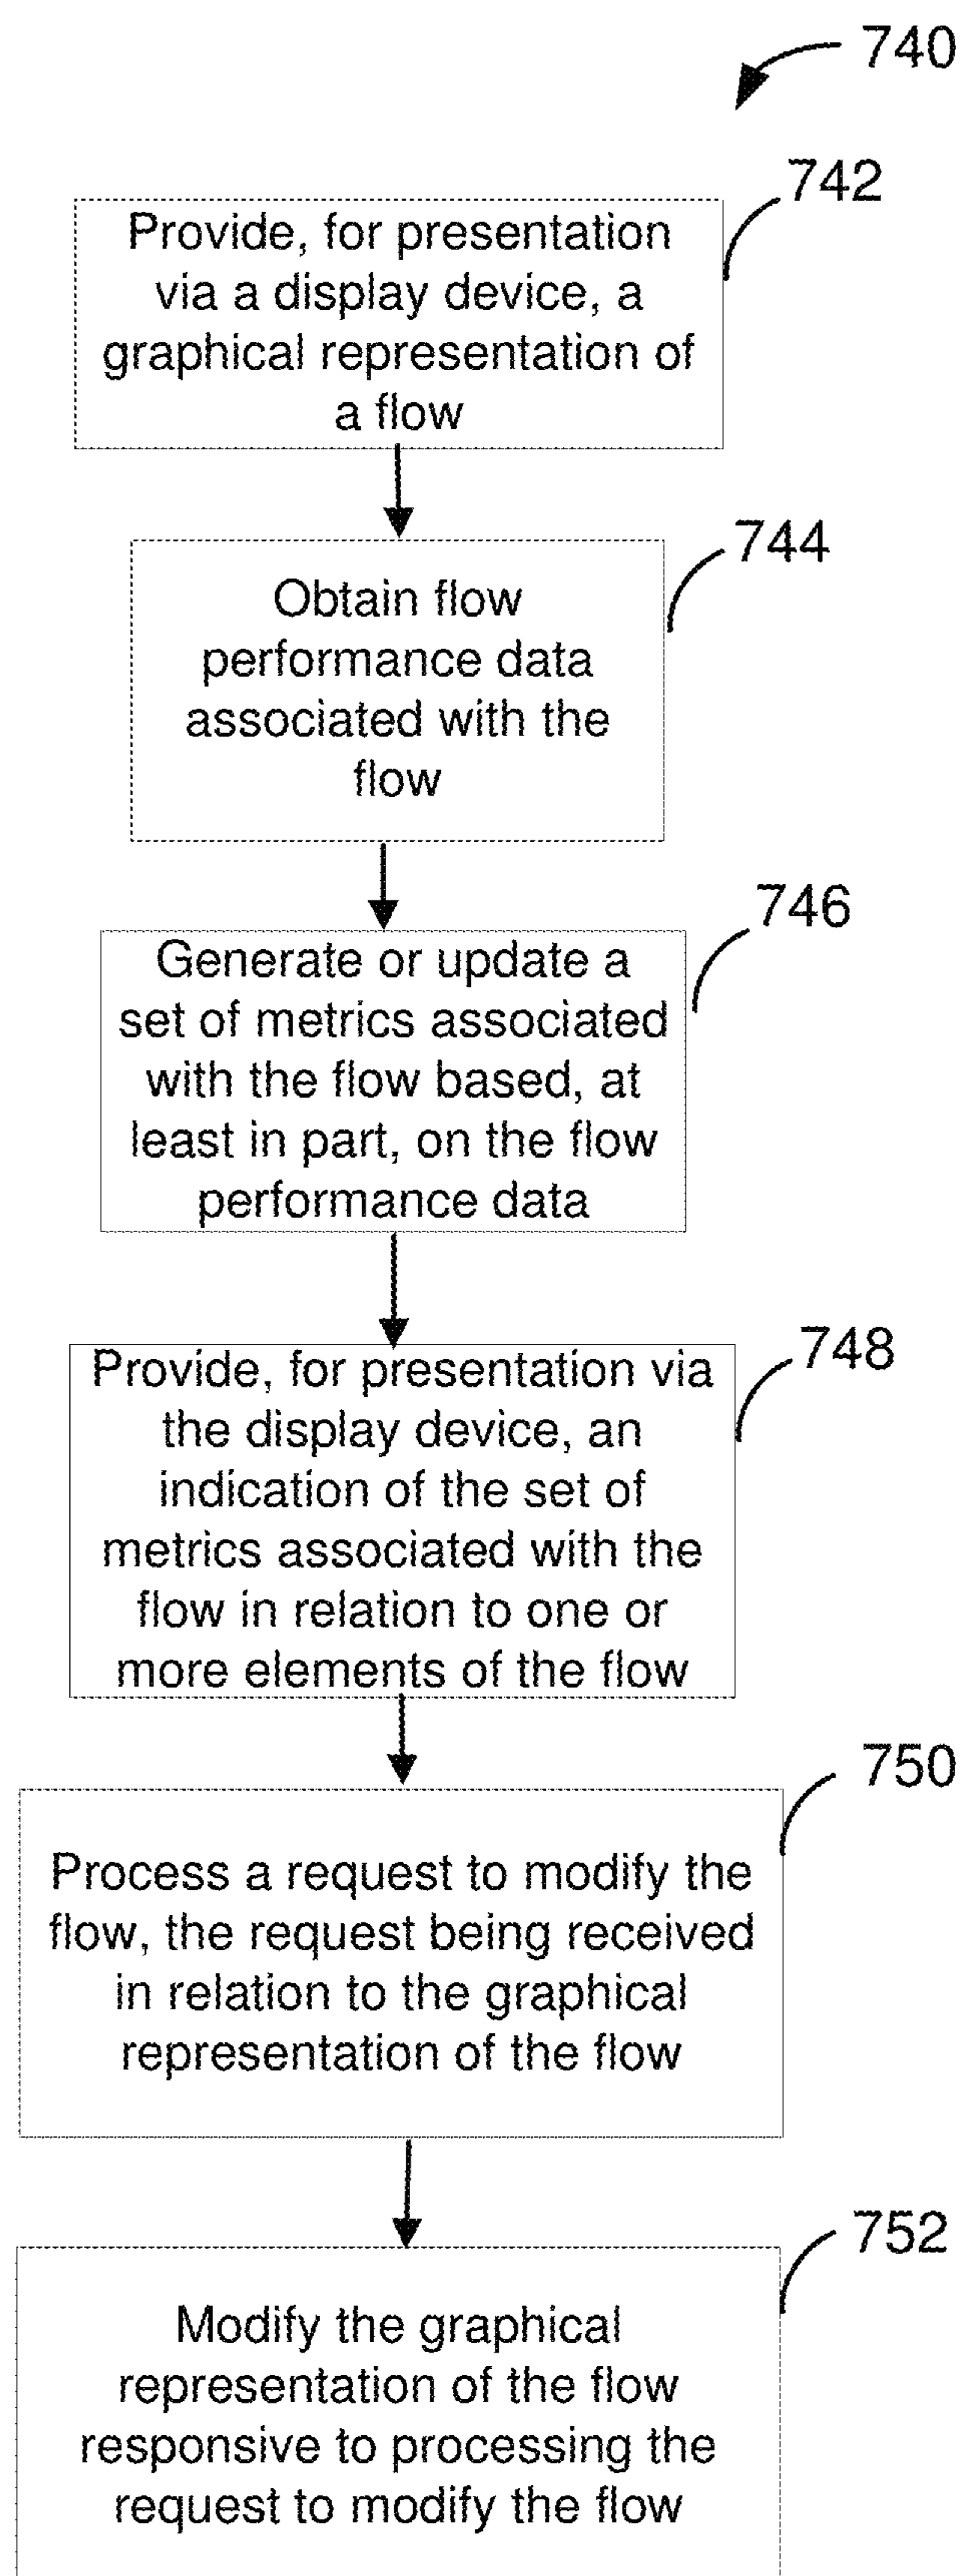 740
742
Provide, for presentation
via a display device, a
graphical representation of
a flow
744
Obtain flow
performance data
associated with the
flow
746
Generate or update a
set of metrics associated
with the flow based, at
least in part, on the flow
performance data
748
Provide, for presentation via
the display device, an
indication of the set of
metrics associated with the
flow in relation to one or
more elements of the flow
750
Process a request to modify the
flow, the request being received
in relation to the graphical
representation of the flow
752
Modify the graphical
representation of the flow
responsive to processing the
request to modify the flow